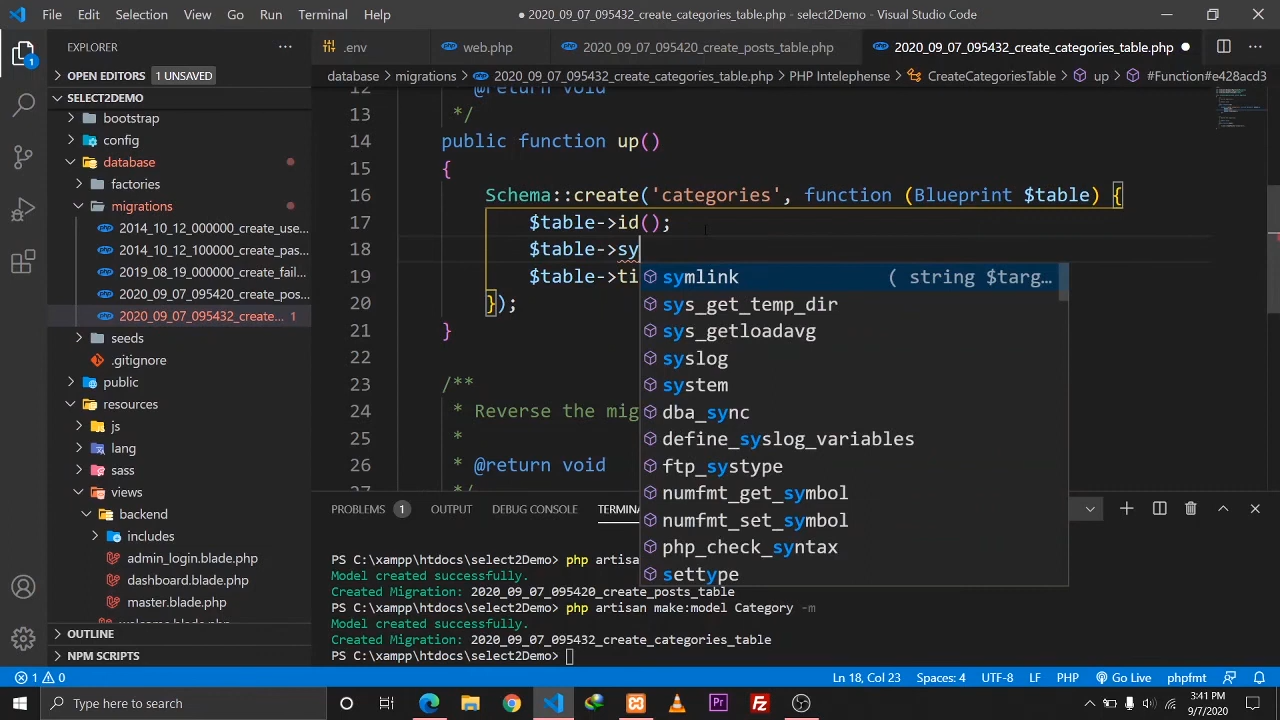 File Edit Selection View Go Run Terminal Help
● 2020_09_07_095432_create_categories_table.php - select2Demo - Visual Studio Code
EXPLORER
.env web.php 2020_09_07_095420_create_posts_table.php 2020_09_07_095432_create_categories_table.php ●
OPEN EDITORS 1 UNSAVED
database > migrations > 2020_09_07_095432_create_categories_table.php > PHP Intelephense > CreateCategoriesTable > up > #Function#e428acd3
SELECT2DEMO
bootstrap
config
database
factories
migrations
2014_10_12_000000_create_use...
2014_10_12_100000_create_pas...
2019_08_19_000000_create_fail...
2020_09_07_095420_create_pos...
2020_09_07_095432_create... 1
seeds
.gitignore
public
resources
js
lang
sass
views
backend
includes
admin_login.blade.php
dashboard.blade.php
master.blade.php
OUTLINE
NPM SCRIPTS
12 * @return void
13 */
14 public function up()
15 {
16 Schema::create('categories', function (Blueprint $table) {
17 $table->id();
18 $table->sy
19 $table->ti
20 });
21 }
22
23 /**
24 * Reverse the mig
25 *
26 * @return void
27 */
symlink ( string $targ...
sys_get_temp_dir
sys_getloadavg
syslog
system
dba_sync
define_syslog_variables
ftp_systype
numfmt_get_symbol
numfmt_set_symbol
php_check_syntax
settype
PROBLEMS 1 OUTPUT DEBUG CONSOLE TERMINA
PS C:\xampp\htdocs\select2Demo> php artisa
Model created successfully.
Created Migration: 2020_09_07_095420_create_posts_table
PS C:\xampp\htdocs\select2Demo> php artisan make:model Category -m
Model created successfully.
Created Migration: 2020_09_07_095432_create_categories_table
PS C:\xampp\htdocs\select2Demo>
1 0 Ln 18, Col 23 Spaces: 4 UTF-8 LF PHP Go Live phpfmt
Type here to search
3:41 PM
9/7/2020